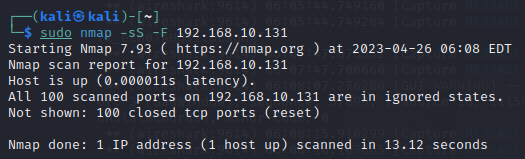 ┌──(kali㉿kali)-[~]
└─$ sudo nmap -sS -F 192.168.10.131
Starting Nmap 7.93 ( https://nmap.org ) at 2023-04-26 06:08 EDT
Nmap scan report for 192.168.10.131
Host is up (0.000011s latency).
All 100 scanned ports on 192.168.10.131 are in ignored states.
Not shown: 100 closed tcp ports (reset)
Nmap done: 1 IP address (1 host up) scanned in 13.12 seconds